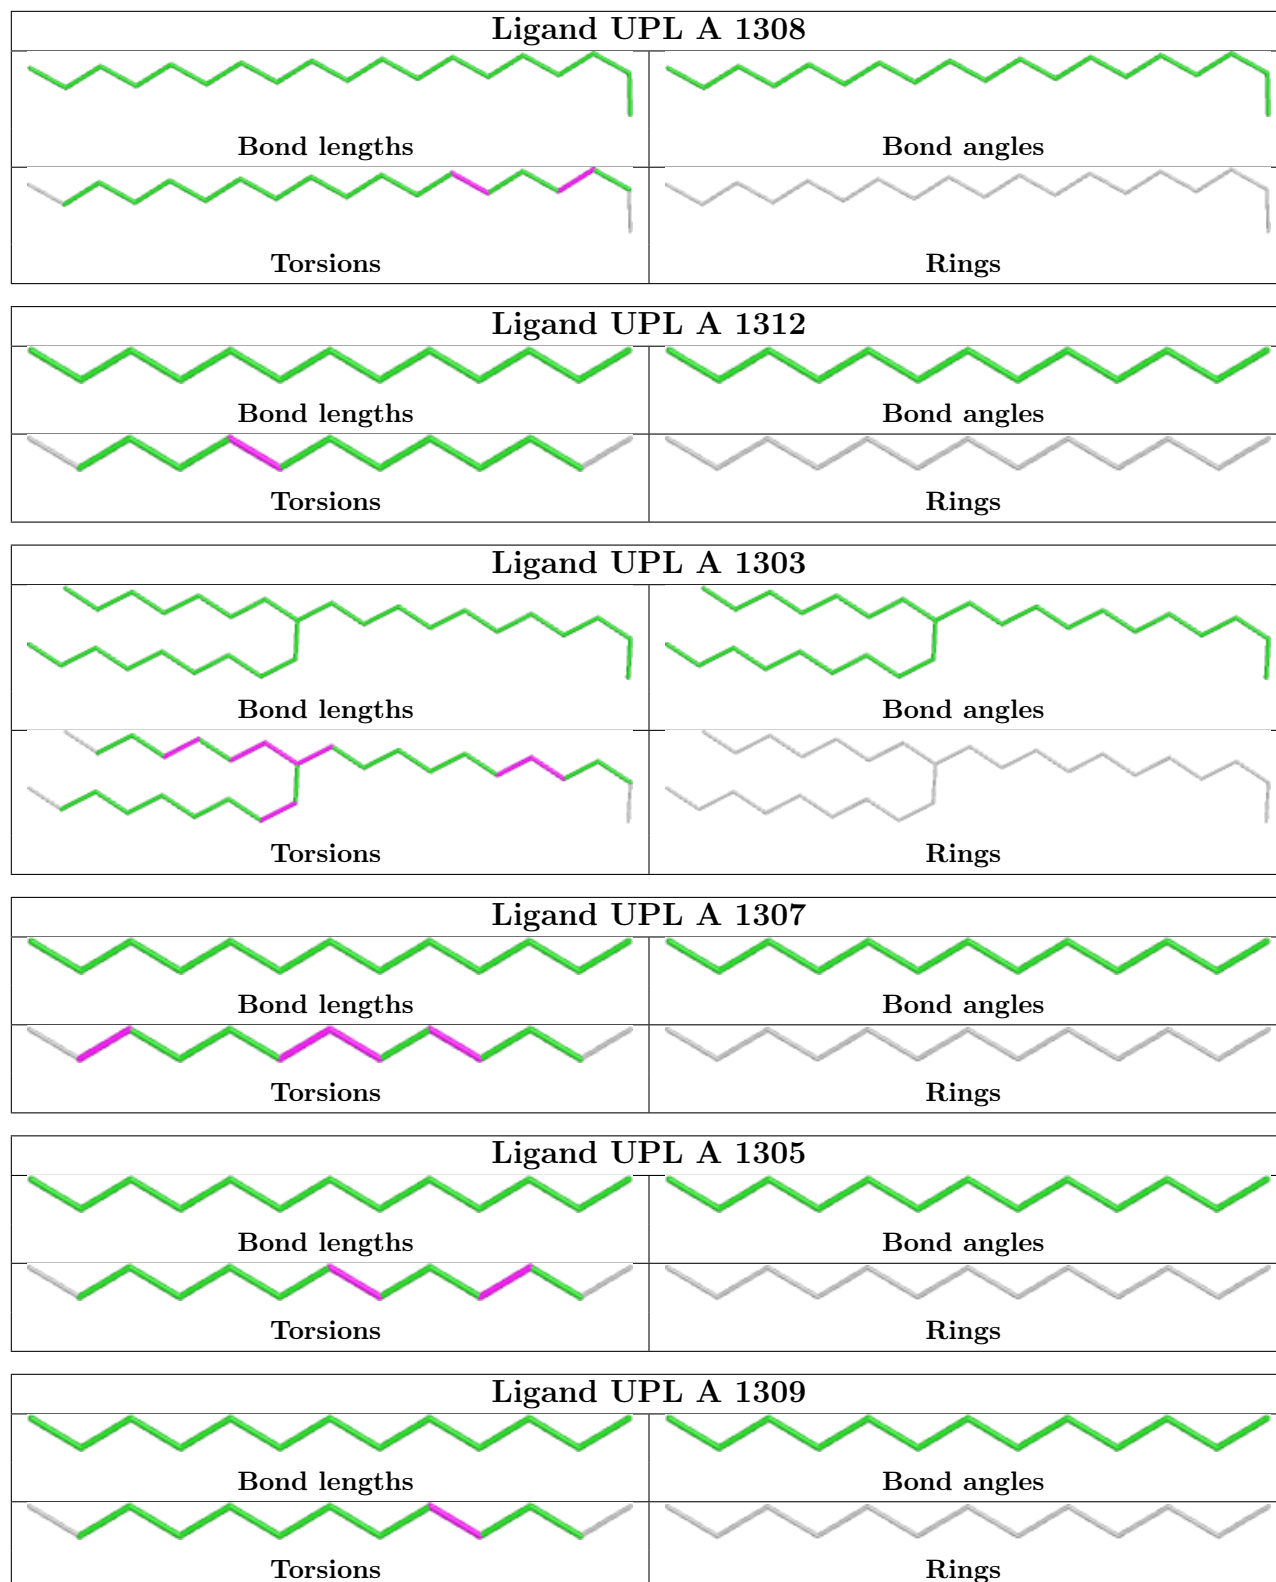 Ligand UPL A 1308
Bond lengths
Bond angles
Torsions
Rings
Ligand UPL A 1312
Bond lengths
Bond angles
Torsions
Rings
Ligand UPL A 1303
Bond lengths
Bond angles
Torsions
Rings
Ligand UPL A 1307
Bond lengths
Bond angles
Torsions
Rings
Ligand UPL A 1305
Bond lengths
Bond angles
Torsions
Rings
Ligand UPL A 1309
Bond lengths
Bond angles
Torsions
Rings